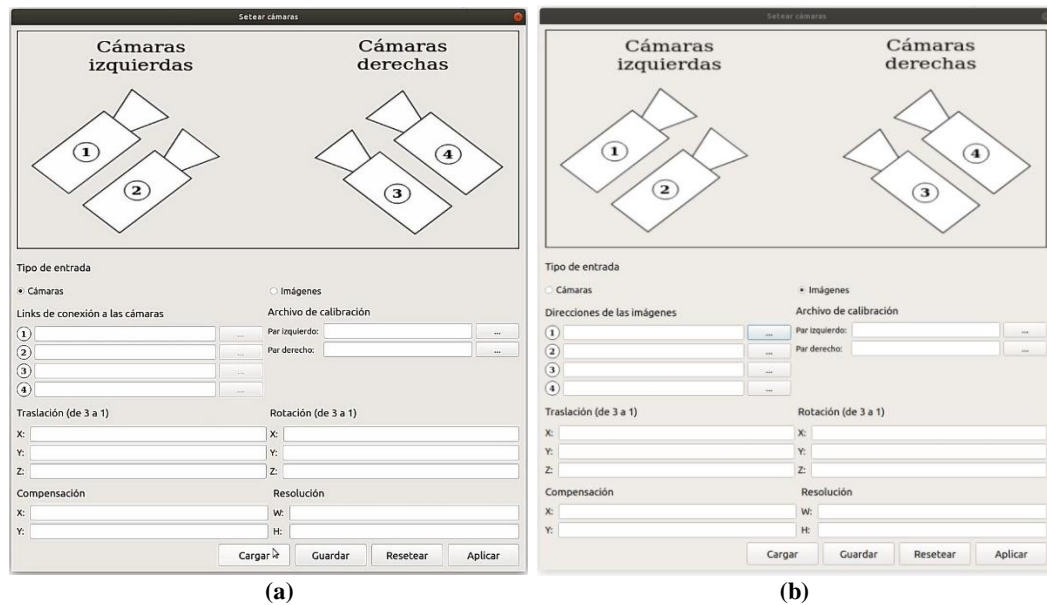 Setear cámaras
Cámaras
izquierdas
Cámaras
derechas
1
2
3
4
Tipo de entrada
Cámaras
Imágenes
Links de conexión a las cámaras
Archivo de calibración
1
...
Par izquierdo:
...
2
...
Par derecho:
...
3
...
4
...
Traslación (de 3 a 1)
Rotación (de 3 a 1)
X:
X:
Y:
Y:
Z:
Z:
Compensación
Resolución
X:
W:
Y:
H:
Cargar
Guardar
Resetear
Aplicar
(a)
Setear cámaras
Cámaras
izquierdas
Cámaras
derechas
1
2
3
4
Tipo de entrada
Cámaras
Imágenes
Direcciones de las imágenes
Archivo de calibración
1
...
Par izquierdo:
...
2
...
Par derecho:
...
3
...
4
...
Traslación (de 3 a 1)
Rotación (de 3 a 1)
X:
X:
Y:
Y:
Z:
Z:
Compensación
Resolución
X:
W:
Y:
H:
Cargar
Guardar
Resetear
Aplicar
(b)